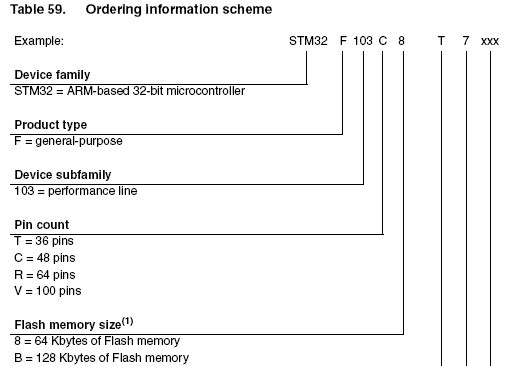 Table 59. Ordering information scheme
Example: STM32 F 103 C 8 T 7 xxx
Device family
STM32 = ARM-based 32-bit microcontroller
Product type
F = general-purpose
Device subfamily
103 = performance line
Pin count
T = 36 pins
C = 48 pins
R = 64 pins
V = 100 pins
Flash memory size(1)
8 = 64 Kbytes of Flash memory
B = 128 Kbytes of Flash memory